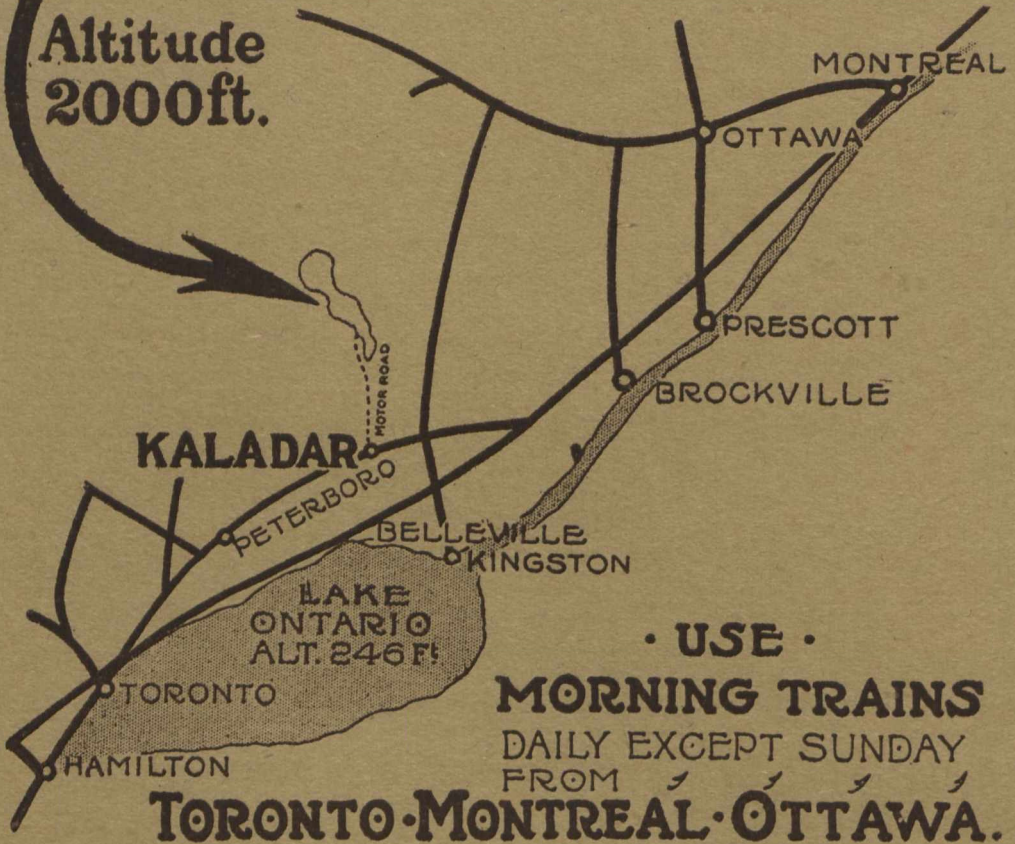 Altitude
2000ft.
MONTREAL
OTTAWA
PRESCOTT
BROCKVILLE
MOTOR ROAD
KALADAR
PETERBORO
BELLEVILLE
KINGSTON
LAKE
ONTARIO
ALT. 246 Ft.
TORONTO
HAMILTON
· USE ·
MORNING TRAINS
DAILY EXCEPT SUNDAY
FROM
TORONTO · MONTREAL · OTTAWA.